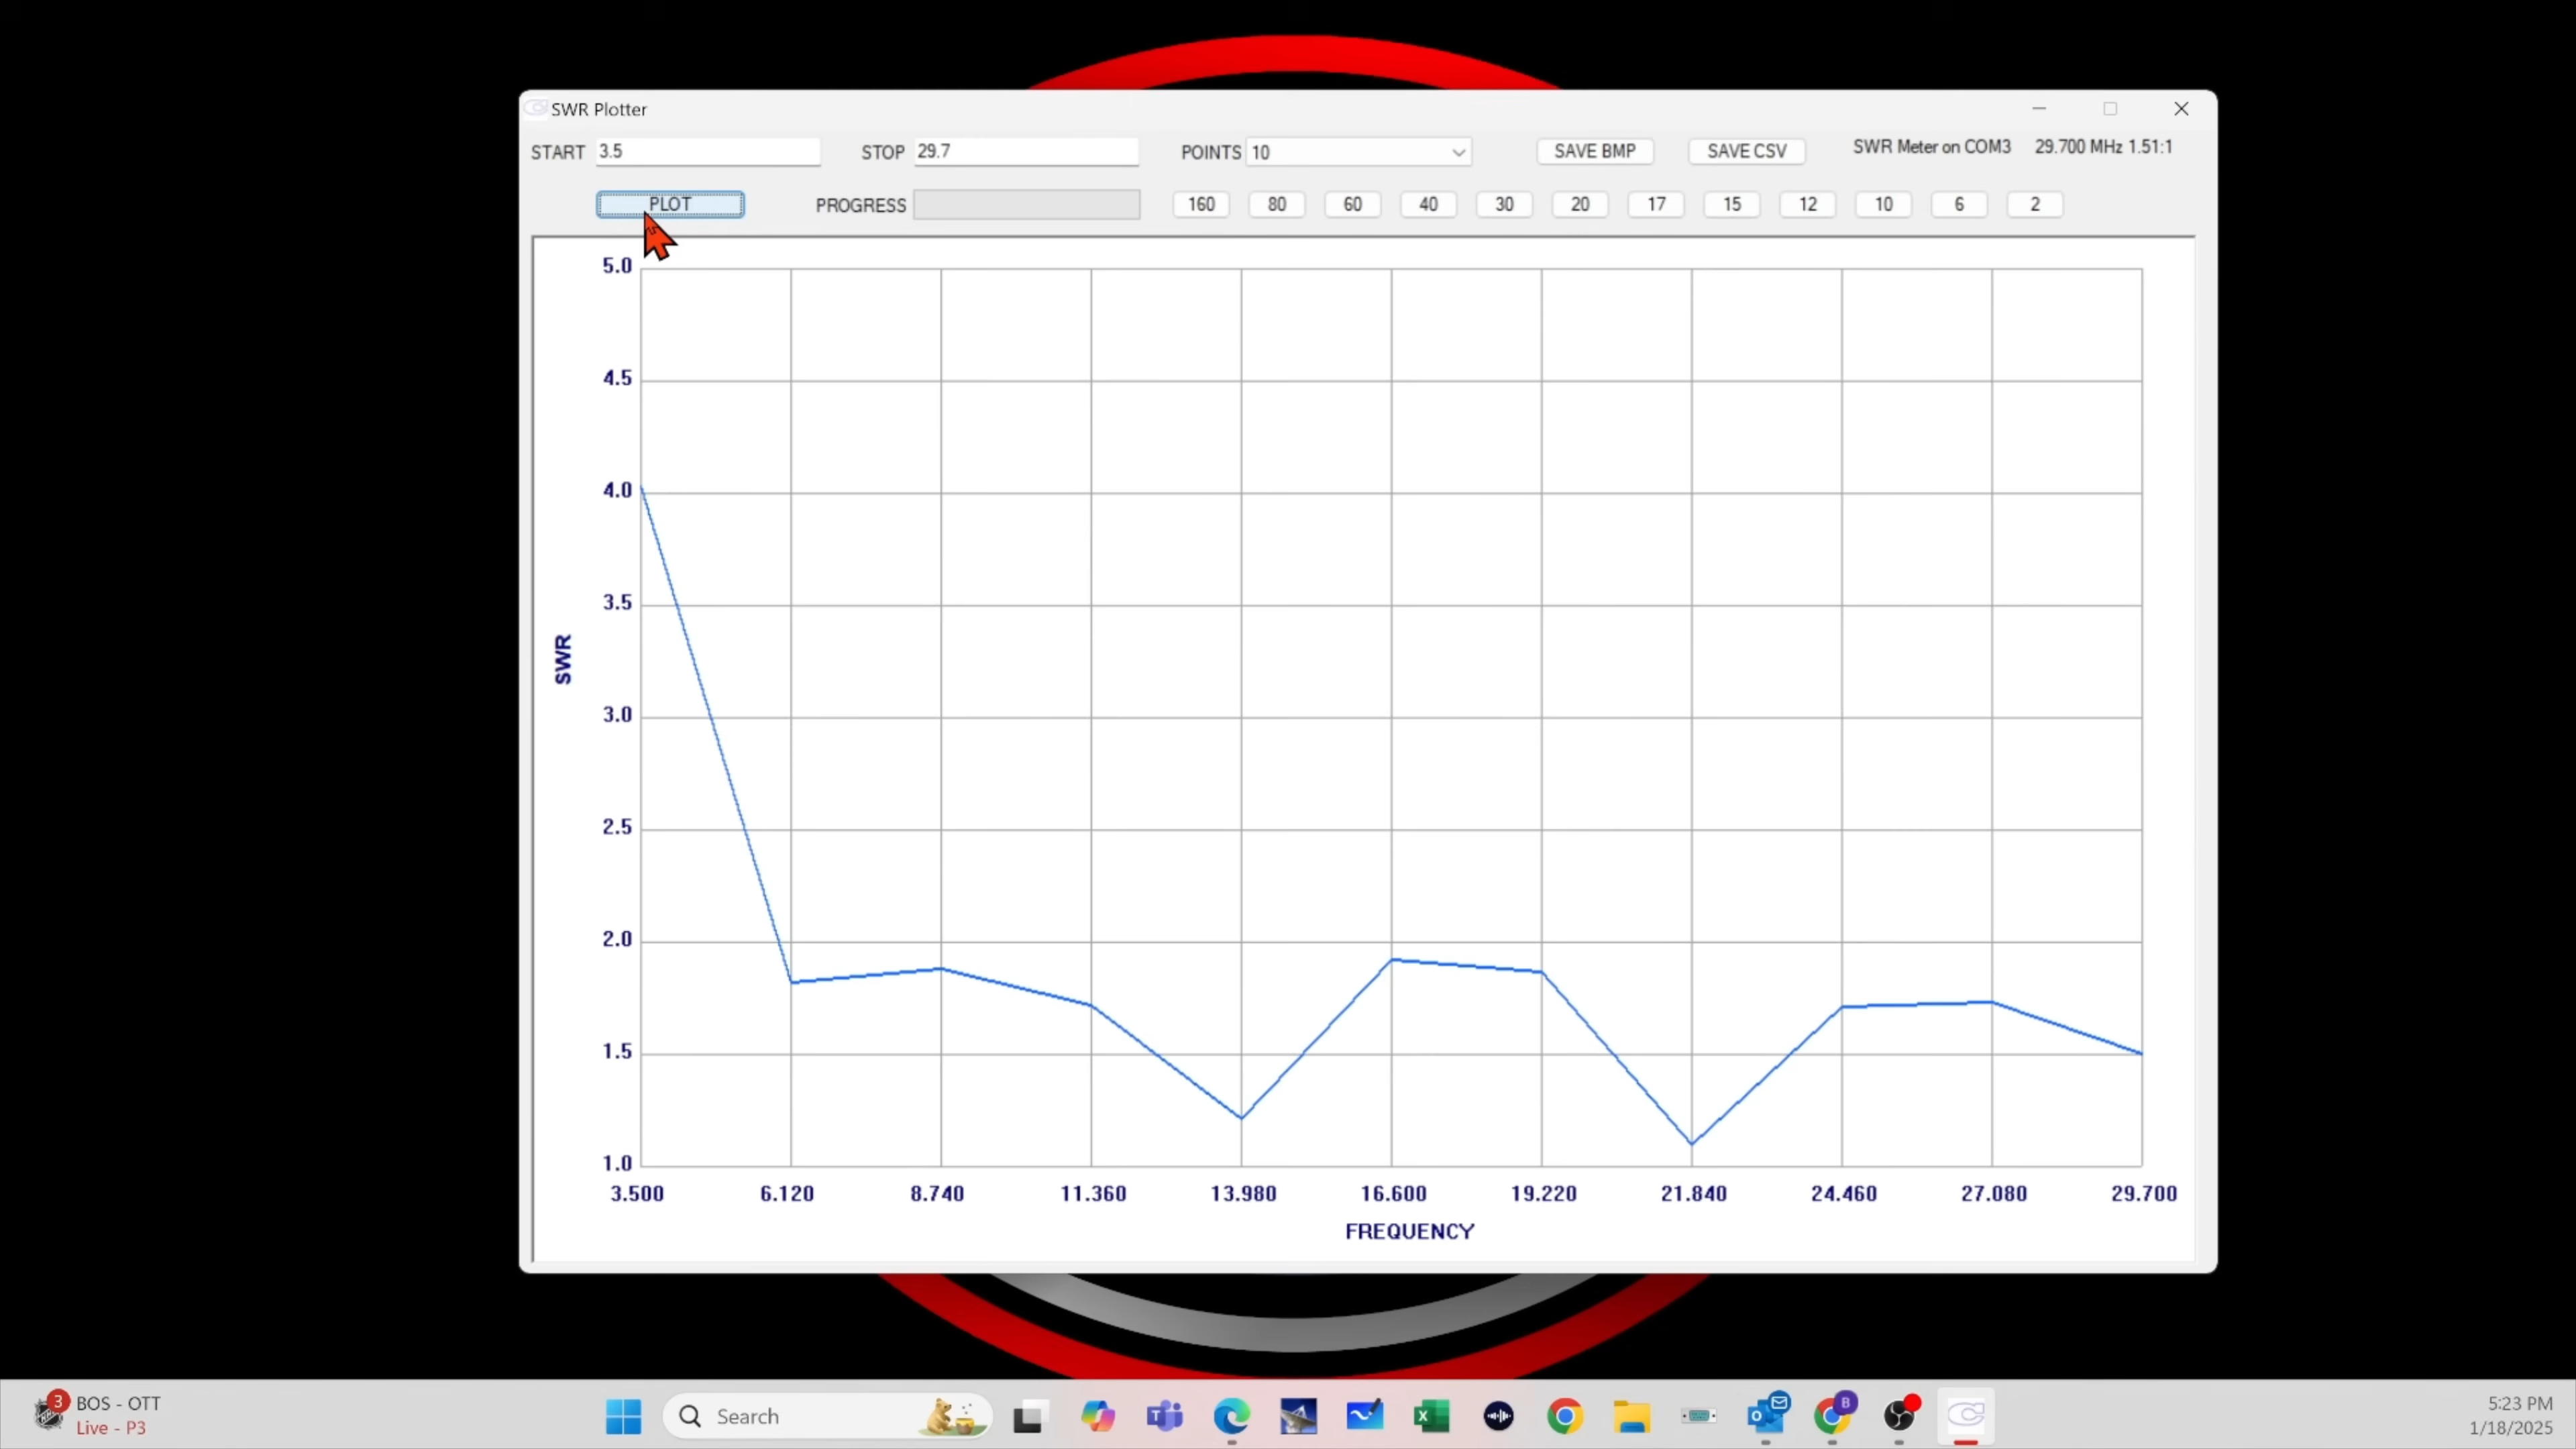 SWR Plotter
START 3.5 STOP 29.7 POINTS 10 SAVE BMP SAVE CSV SWR Meter on COM3 29.700 MHz 1.51:1
PLOT PROGRESS 160 80 60 40 30 20 17 15 12 10 6 2
5.0
4.5
4.0
3.5
SWR
3.0
2.5
2.0
1.5
1.0
3.500 6.120 8.740 11.360 13.980 16.600 19.220 21.840 24.460 27.080 29.700
FREQUENCY
3 BOS - OTT
Live - P3
Search
B
5:23 PM
1/18/2025